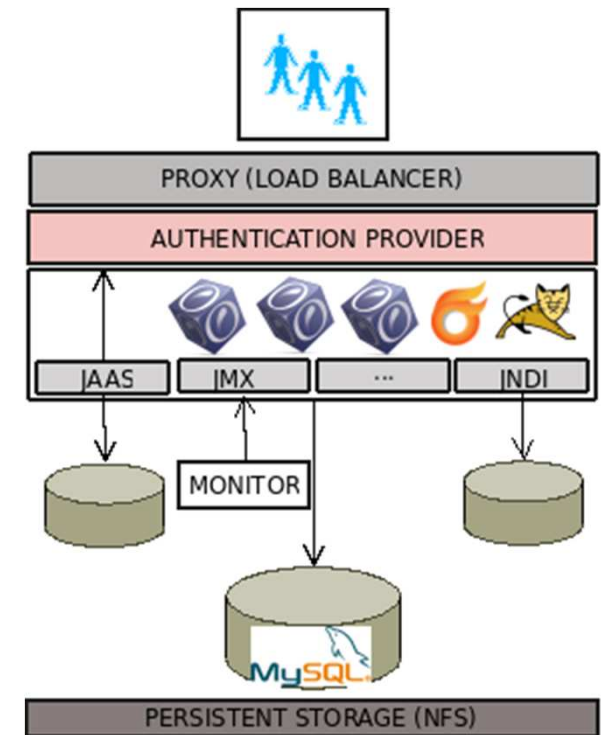 PROXY (LOAD BALANCER)
AUTHENTICATION PROVIDER
JAAS
JMX
...
JNDI
MONITOR
MySQL
PERSISTENT STORAGE (NFS)